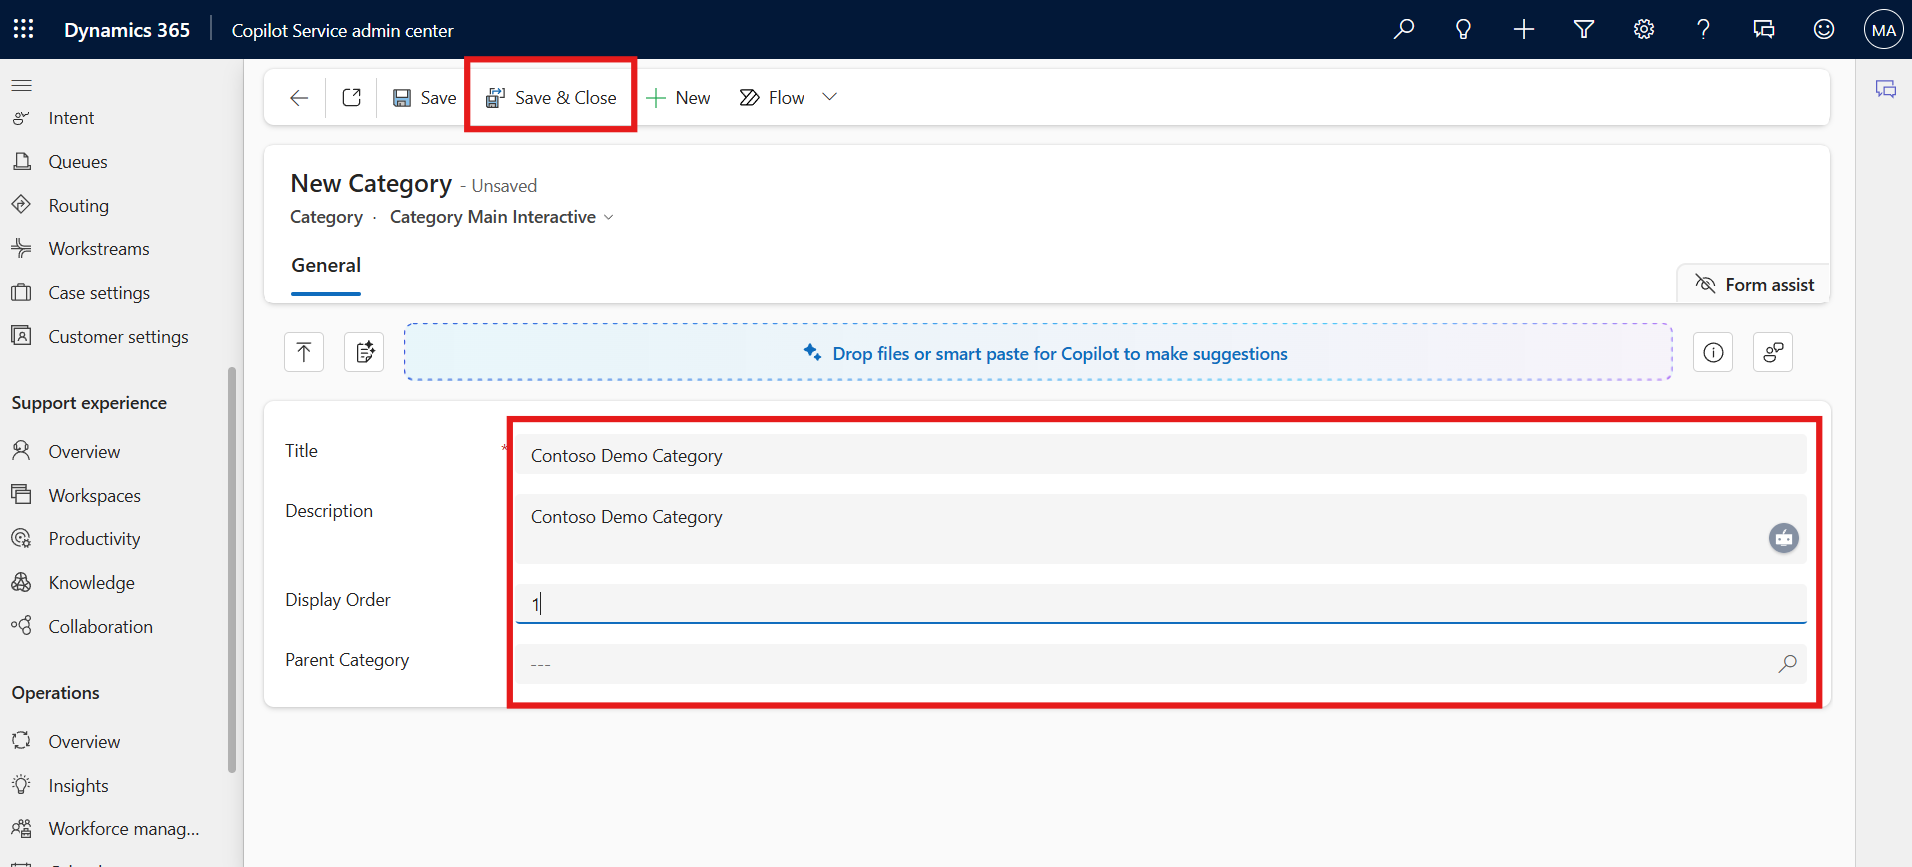 Dynamics 365
Copilot Service admin center
MA
Save
Save & Close
New
Flow
Intent
Queues
Routing
Workstreams
Case settings
Customer settings
Support experience
Overview
Workspaces
Productivity
Knowledge
Collaboration
Operations
Overview
Insights
Workforce manag...
New Category - Unsaved
Category · Category Main Interactive
General
Form assist
Drop files or smart paste for Copilot to make suggestions
Title * Contoso Demo Category
Description Contoso Demo Category
Display Order 1
Parent Category ---